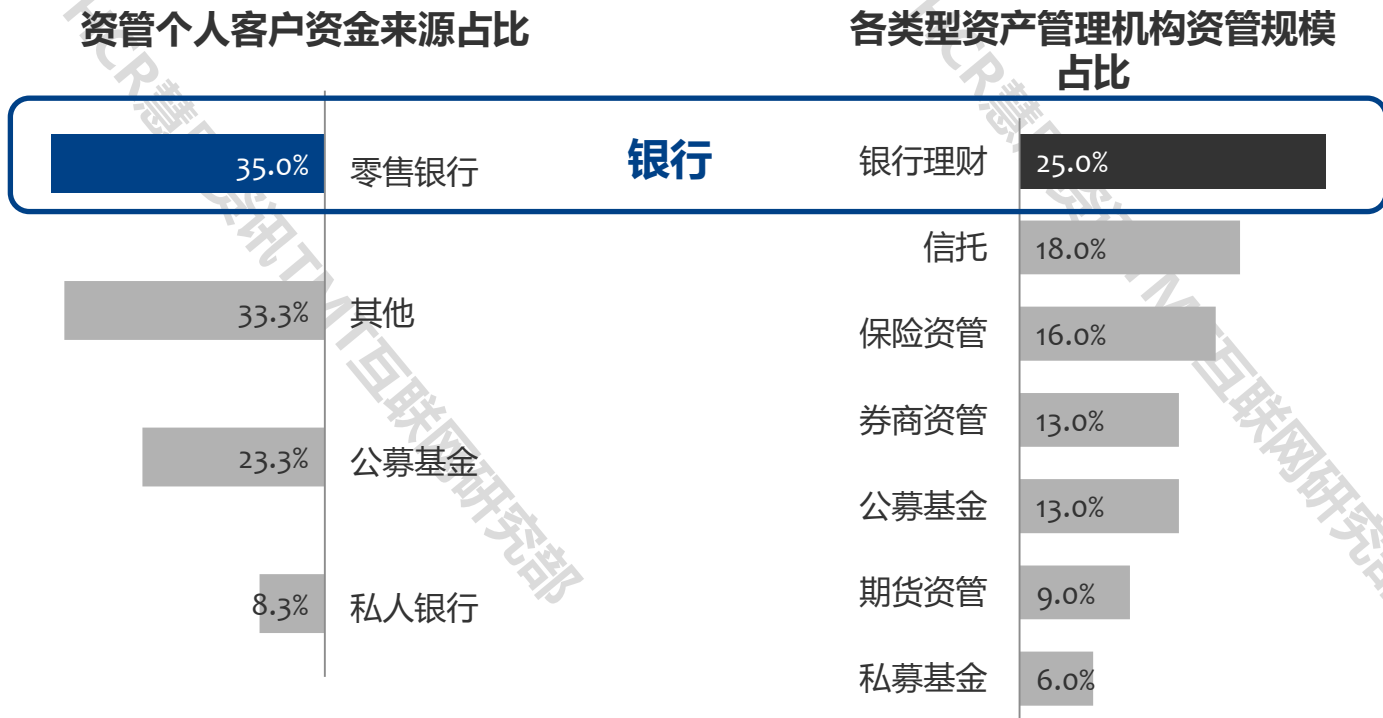 资管个人客户资金来源占比
各类型资产管理机构资管规模
占比
35.0%
零售银行
银行
银行理财
25.0%
信托
18.0%
33.3%
其他
保险资管
16.0%
券商资管
13.0%
23.3%
公募基金
公募基金
13.0%
8.3%
私人银行
期货资管
9.0%
私募基金
6.0%